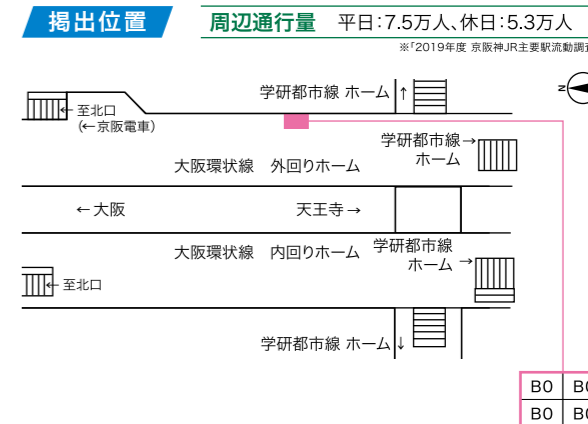 掲出位置
周辺通行量 平日:7.5万人、休日:5.3万人
※「2019年度 京阪神JR主要駅流動調査
N
学研都市線 ホーム ↑
← 至北口
(←京阪電車)
学研都市線→
ホーム
大阪環状線 外回りホーム
←大阪 天王寺→
大阪環状線 内回りホーム
学研都市線
ホーム →
← 至北口
学研都市線 ホーム ↓
B0 B0
B0 B0